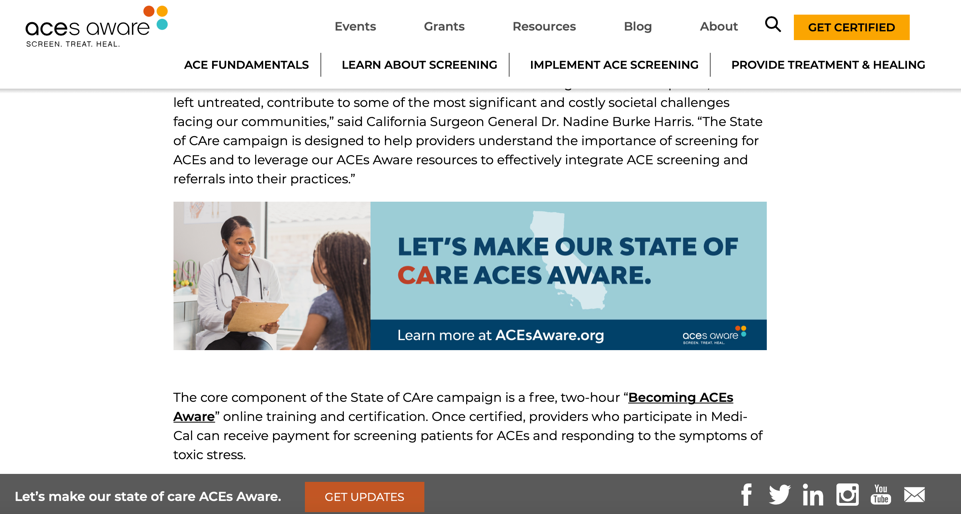 aces aware
SCREEN. TREAT. HEAL.
Events Grants Resources Blog About GET CERTIFIED
ACE FUNDAMENTALS LEARN ABOUT SCREENING IMPLEMENT ACE SCREENING PROVIDE TREATMENT & HEALING
left untreated, contribute to some of the most significant and costly societal challenges
facing our communities,” said California Surgeon General Dr. Nadine Burke Harris. “The State
of CAre campaign is designed to help providers understand the importance of screening for
ACEs and to leverage our ACEs Aware resources to effectively integrate ACE screening and
referrals into their practices.”
LET’S MAKE OUR STATE OF
CARE ACES AWARE.
Learn more at ACEsAware.org
aces aware
SCREEN. TREAT. HEAL.
The core component of the State of CAre campaign is a free, two-hour “Becoming ACEs
Aware” online training and certification. Once certified, providers who participate in Medi-
Cal can receive payment for screening patients for ACEs and responding to the symptoms of
toxic stress.
Let’s make our state of care ACEs Aware. GET UPDATES
You
Tube